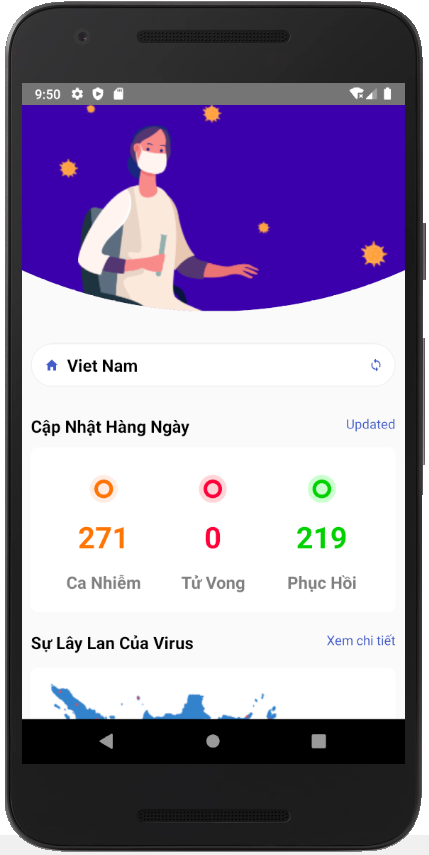 9:50
Viet Nam
Cập Nhật Hàng Ngày
Updated
271
0
219
Ca Nhiễm
Tử Vong
Phục Hồi
Sự Lây Lan Của Virus
Xem chi tiết